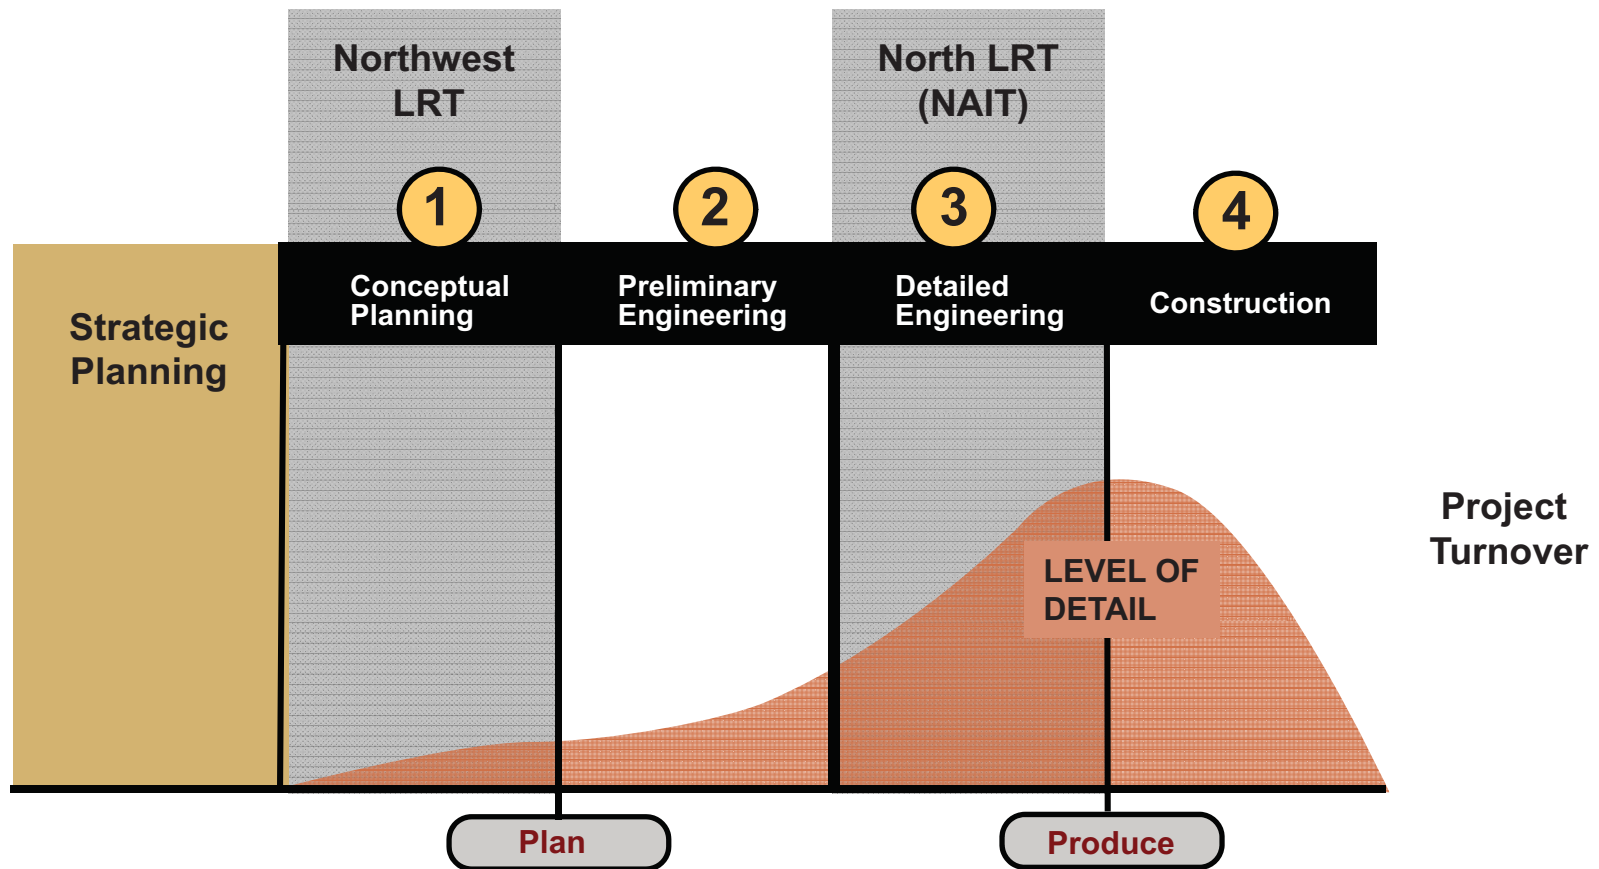 Northwest
LRT
North LRT
(NAIT)
1
2
3
4
Strategic
Planning
Conceptual
Planning
Preliminary
Engineering
Detailed
Engineering
Construction
Project
Turnover
LEVEL OF
DETAIL
Plan
Produce